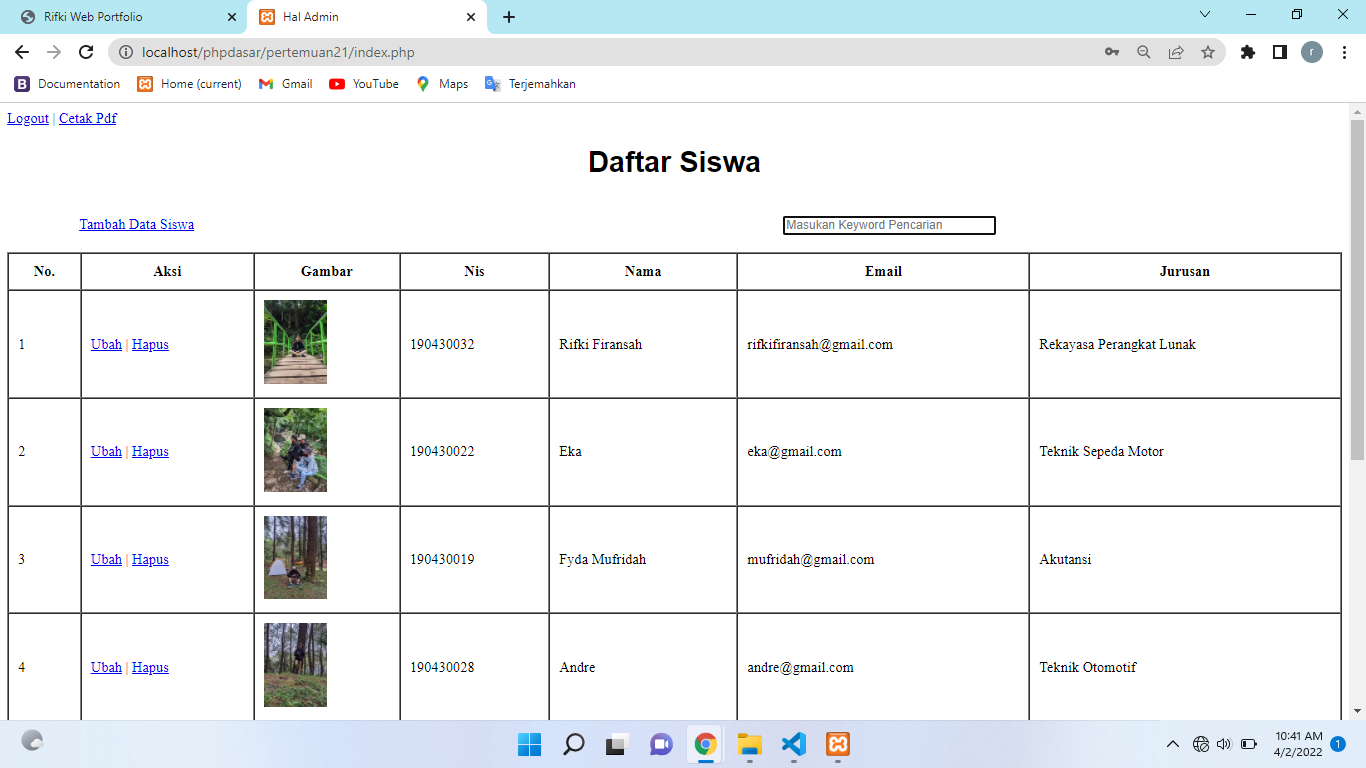 Rifki Web Portfolio
Hal Admin
localhost/phpdasar/pertemuan21/index.php
r
Documentation Home (current) Gmail YouTube Maps Terjemahkan
Logout | Cetak Pdf
Daftar Siswa
Tambah Data Siswa
Masukan Keyword Pencarian
No. Aksi Gambar Nis Nama Email Jurusan
1 Ubah | Hapus 190430032 Rifki Firansah rifkifiransah@gmail.com Rekayasa Perangkat Lunak
2 Ubah | Hapus 190430022 Eka eka@gmail.com Teknik Sepeda Motor
3 Ubah | Hapus 190430019 Fyda Mufridah mufridah@gmail.com Akutansi
4 Ubah | Hapus 190430028 Andre andre@gmail.com Teknik Otomotif
10:41 AM
4/2/2022
1